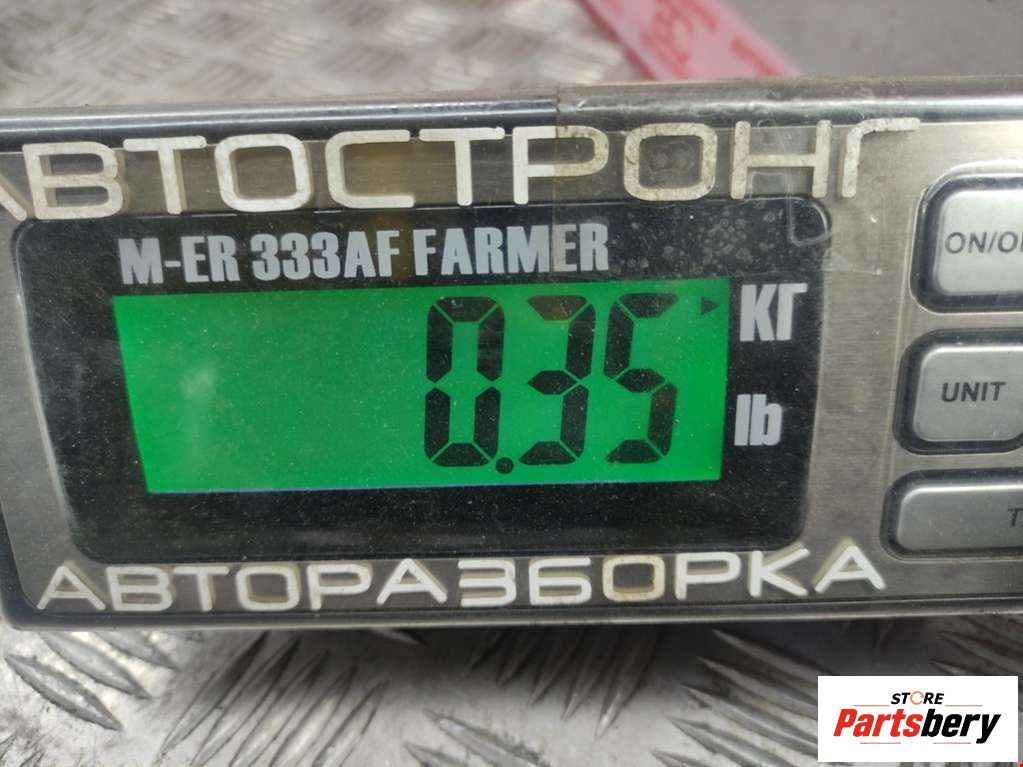 АВТОСТРОНГ
M-ER 333AF FARMER
0.35
КГ
lb
ON/O
UNIT
T
АВТОРАЗБОРКА
STORE
Partsbery